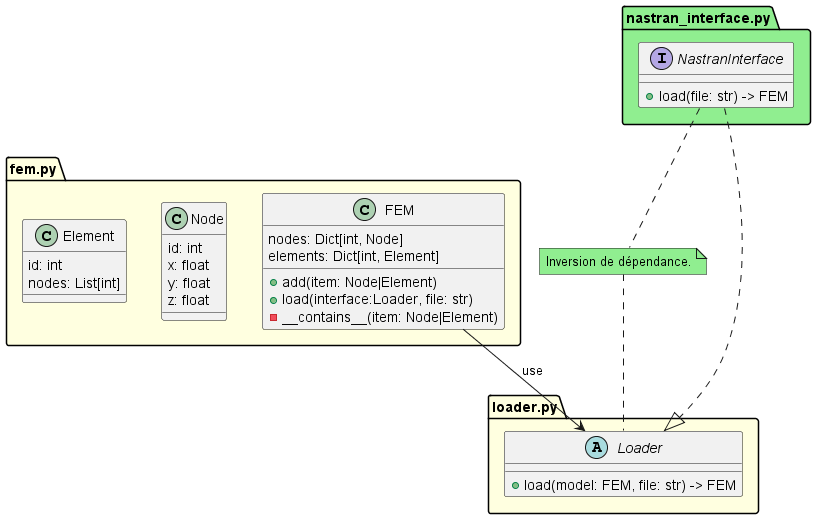 nastran_interface.py
I NastranInterface
load(file: str) -> FEM
fem.py
C Element
id: int
nodes: List[int]
C Node
id: int
x: float
y: float
z: float
C FEM
nodes: Dict[int, Node]
elements: Dict[int, Element]
add(item: Node|Element)
load(interface:Loader, file: str)
__contains__(item: Node|Element)
Inversion de dépendance.
use
loader.py
A Loader
load(model: FEM, file: str) -> FEM